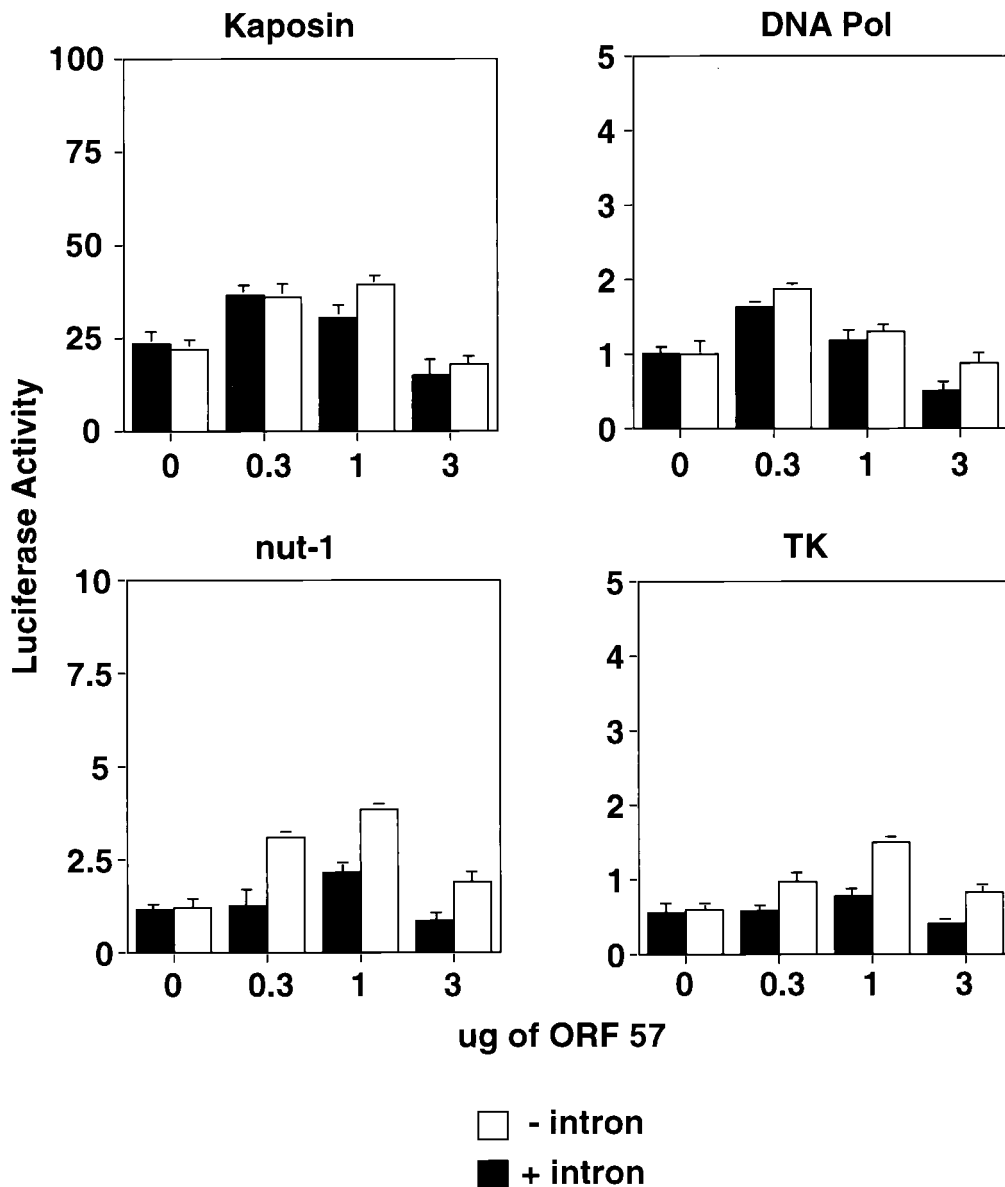 Kaposin
DNA Pol
100
75
50
25
0
0 0.3 1 3
5
4
3
2
1
0
0 0.3 1 3
Luciferase Activity
nut-1
TK
10
7.5
5
2.5
0
0 0.3 1 3
5
4
3
2
1
0
0 0.3 1 3
ug of ORF 57
- intron
+ intron